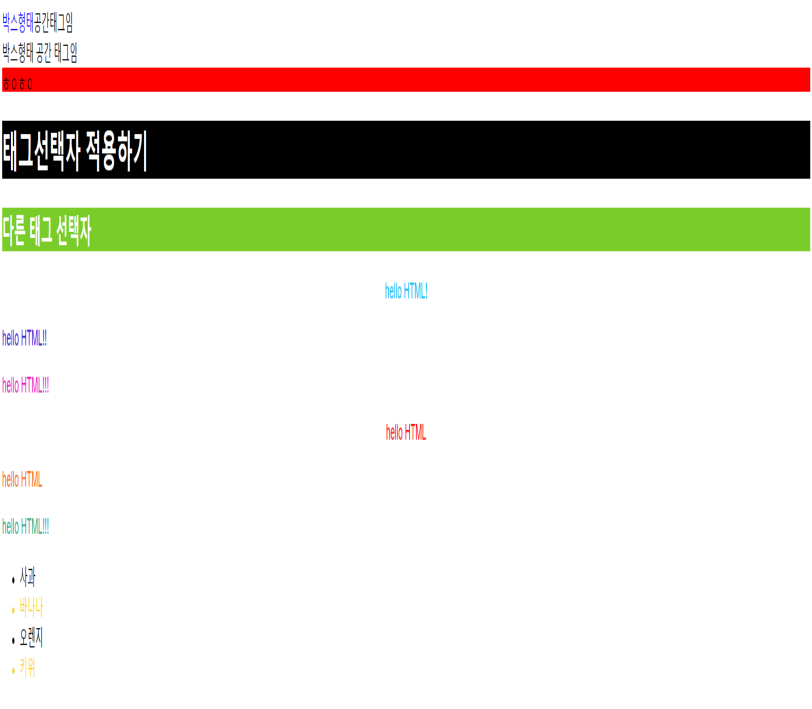 박스형태공간태그임
박스형태 공간 태그임
ㅎㅇㅎㅇ
태그선택자 적용하기
다른 태그 선택자
hello HTML!
hello HTML!!
hello HTML!!!
hello HTML
hello HTML
hello HTML!!!
사과
바나나
오렌지
키위